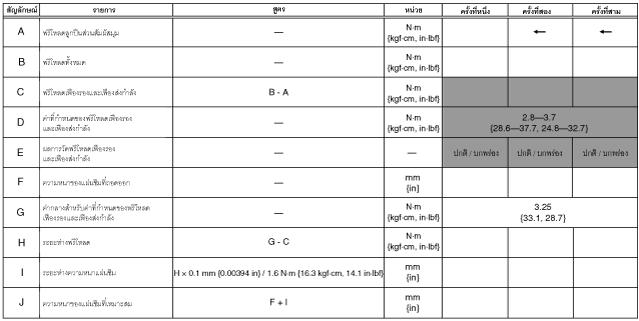 สัญลักษณ์ รายการ สูตร หน่วย ครั้งที่หนึ่ง ครั้งที่สอง ครั้งที่สาม
A พรีโหลดลูกปืนส่วนสัมผัสมุม — N·m {kgf·cm, in·lbf} ← ←
B พรีโหลดทั้งหมด — N·m {kgf·cm, in·lbf}
C พรีโหลดเฟืองรองและเฟืองส่งกำลัง B - A N·m {kgf·cm, in·lbf}
D ค่าที่กำหนดของพรีโหลดเฟืองรอง และเฟืองส่งกำลัง — N·m {kgf·cm, in·lbf} 2.8—3.7 {28.6—37.7, 24.8—32.7}
E ผลการวัดพรีโหลดเฟืองรอง และเฟืองส่งกำลัง — — ปกติ / บกพร่อง ปกติ / บกพร่อง ปกติ / บกพร่อง
F ความหนาของแผ่นชิมที่ถอดออก — mm {in}
G ค่ากลางสำหรับค่าที่กำหนดของพรีโหลด เฟืองรองและเฟืองส่งกำลัง — N·m {kgf·cm, in·lbf} 3.25 {33.1, 28.7}
H ระยะห่างพรีโหลด G - C N·m {kgf·cm, in·lbf}
I ระยะห่างความหนาแผ่นชิม H × 0.1 mm {0.00394 in} / 1.6 N·m {16.3 kgf·cm, 14.1 in·lbf} mm {in}
J ความหนาของแผ่นชิมที่เหมาะสม F + I mm {in}